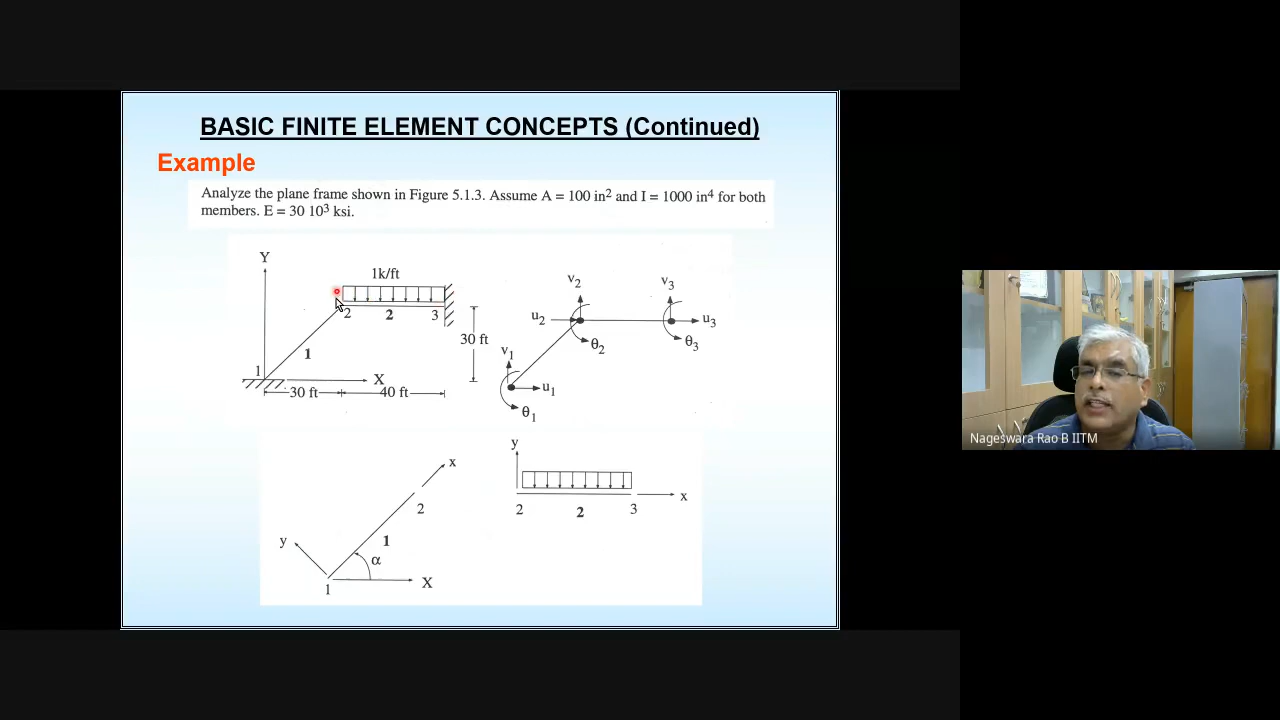 BASIC FINITE ELEMENT CONCEPTS (Continued)
Example
Analyze the plane frame shown in Figure 5.1.3. Assume A = 100 in² and I = 1000 in⁴ for both
members. E = 30 10³ ksi.
Y
1k/ft
2 2 3
30 ft
1
1
X
30 ft 40 ft
v₂ v₃
u₂ u₃
θ₂ θ₃
v₁
u₁
θ₁
x
2
y
1
α
1
X
y
x
2 2 3
Nageswara Rao B IITM